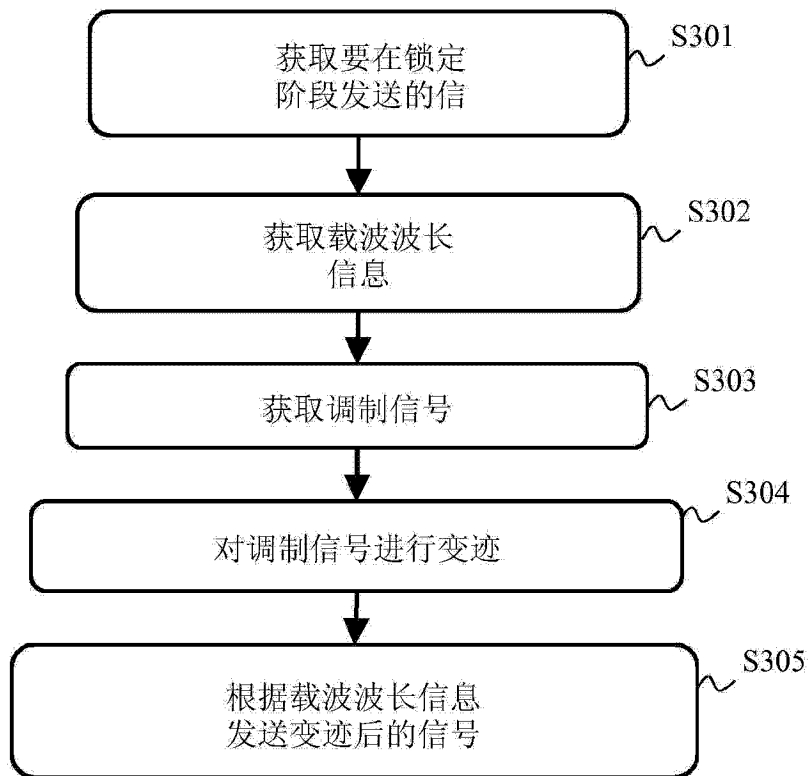 获取要在锁定
阶段发送的信
S301
获取载波波长
信息
S302
获取调制信号
S303
对调制信号进行变迹
S304
根据载波波长信息
发送变迹后的信号
S305